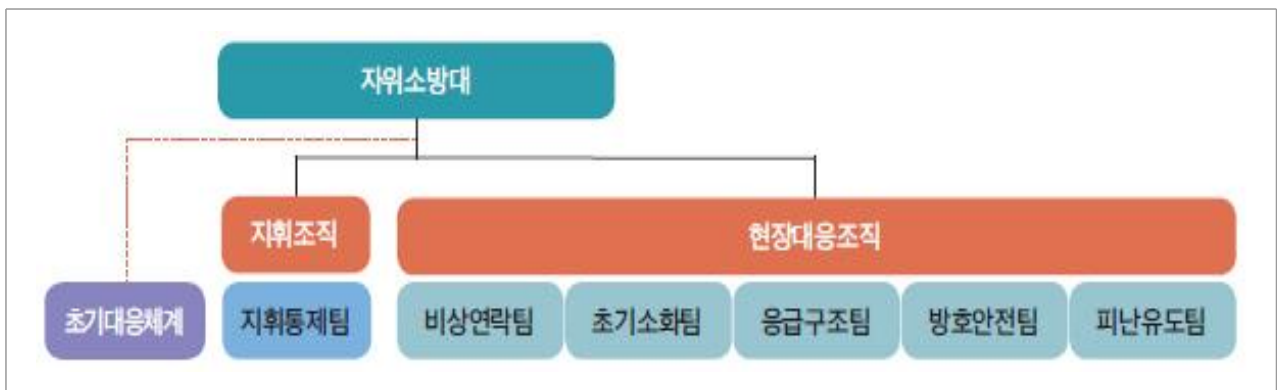 자위소방대
지휘조직
현장대응조직
초기대응체계
지휘통제팀
비상연락팀
초기소화팀
응급구조팀
방호안전팀
피난유도팀